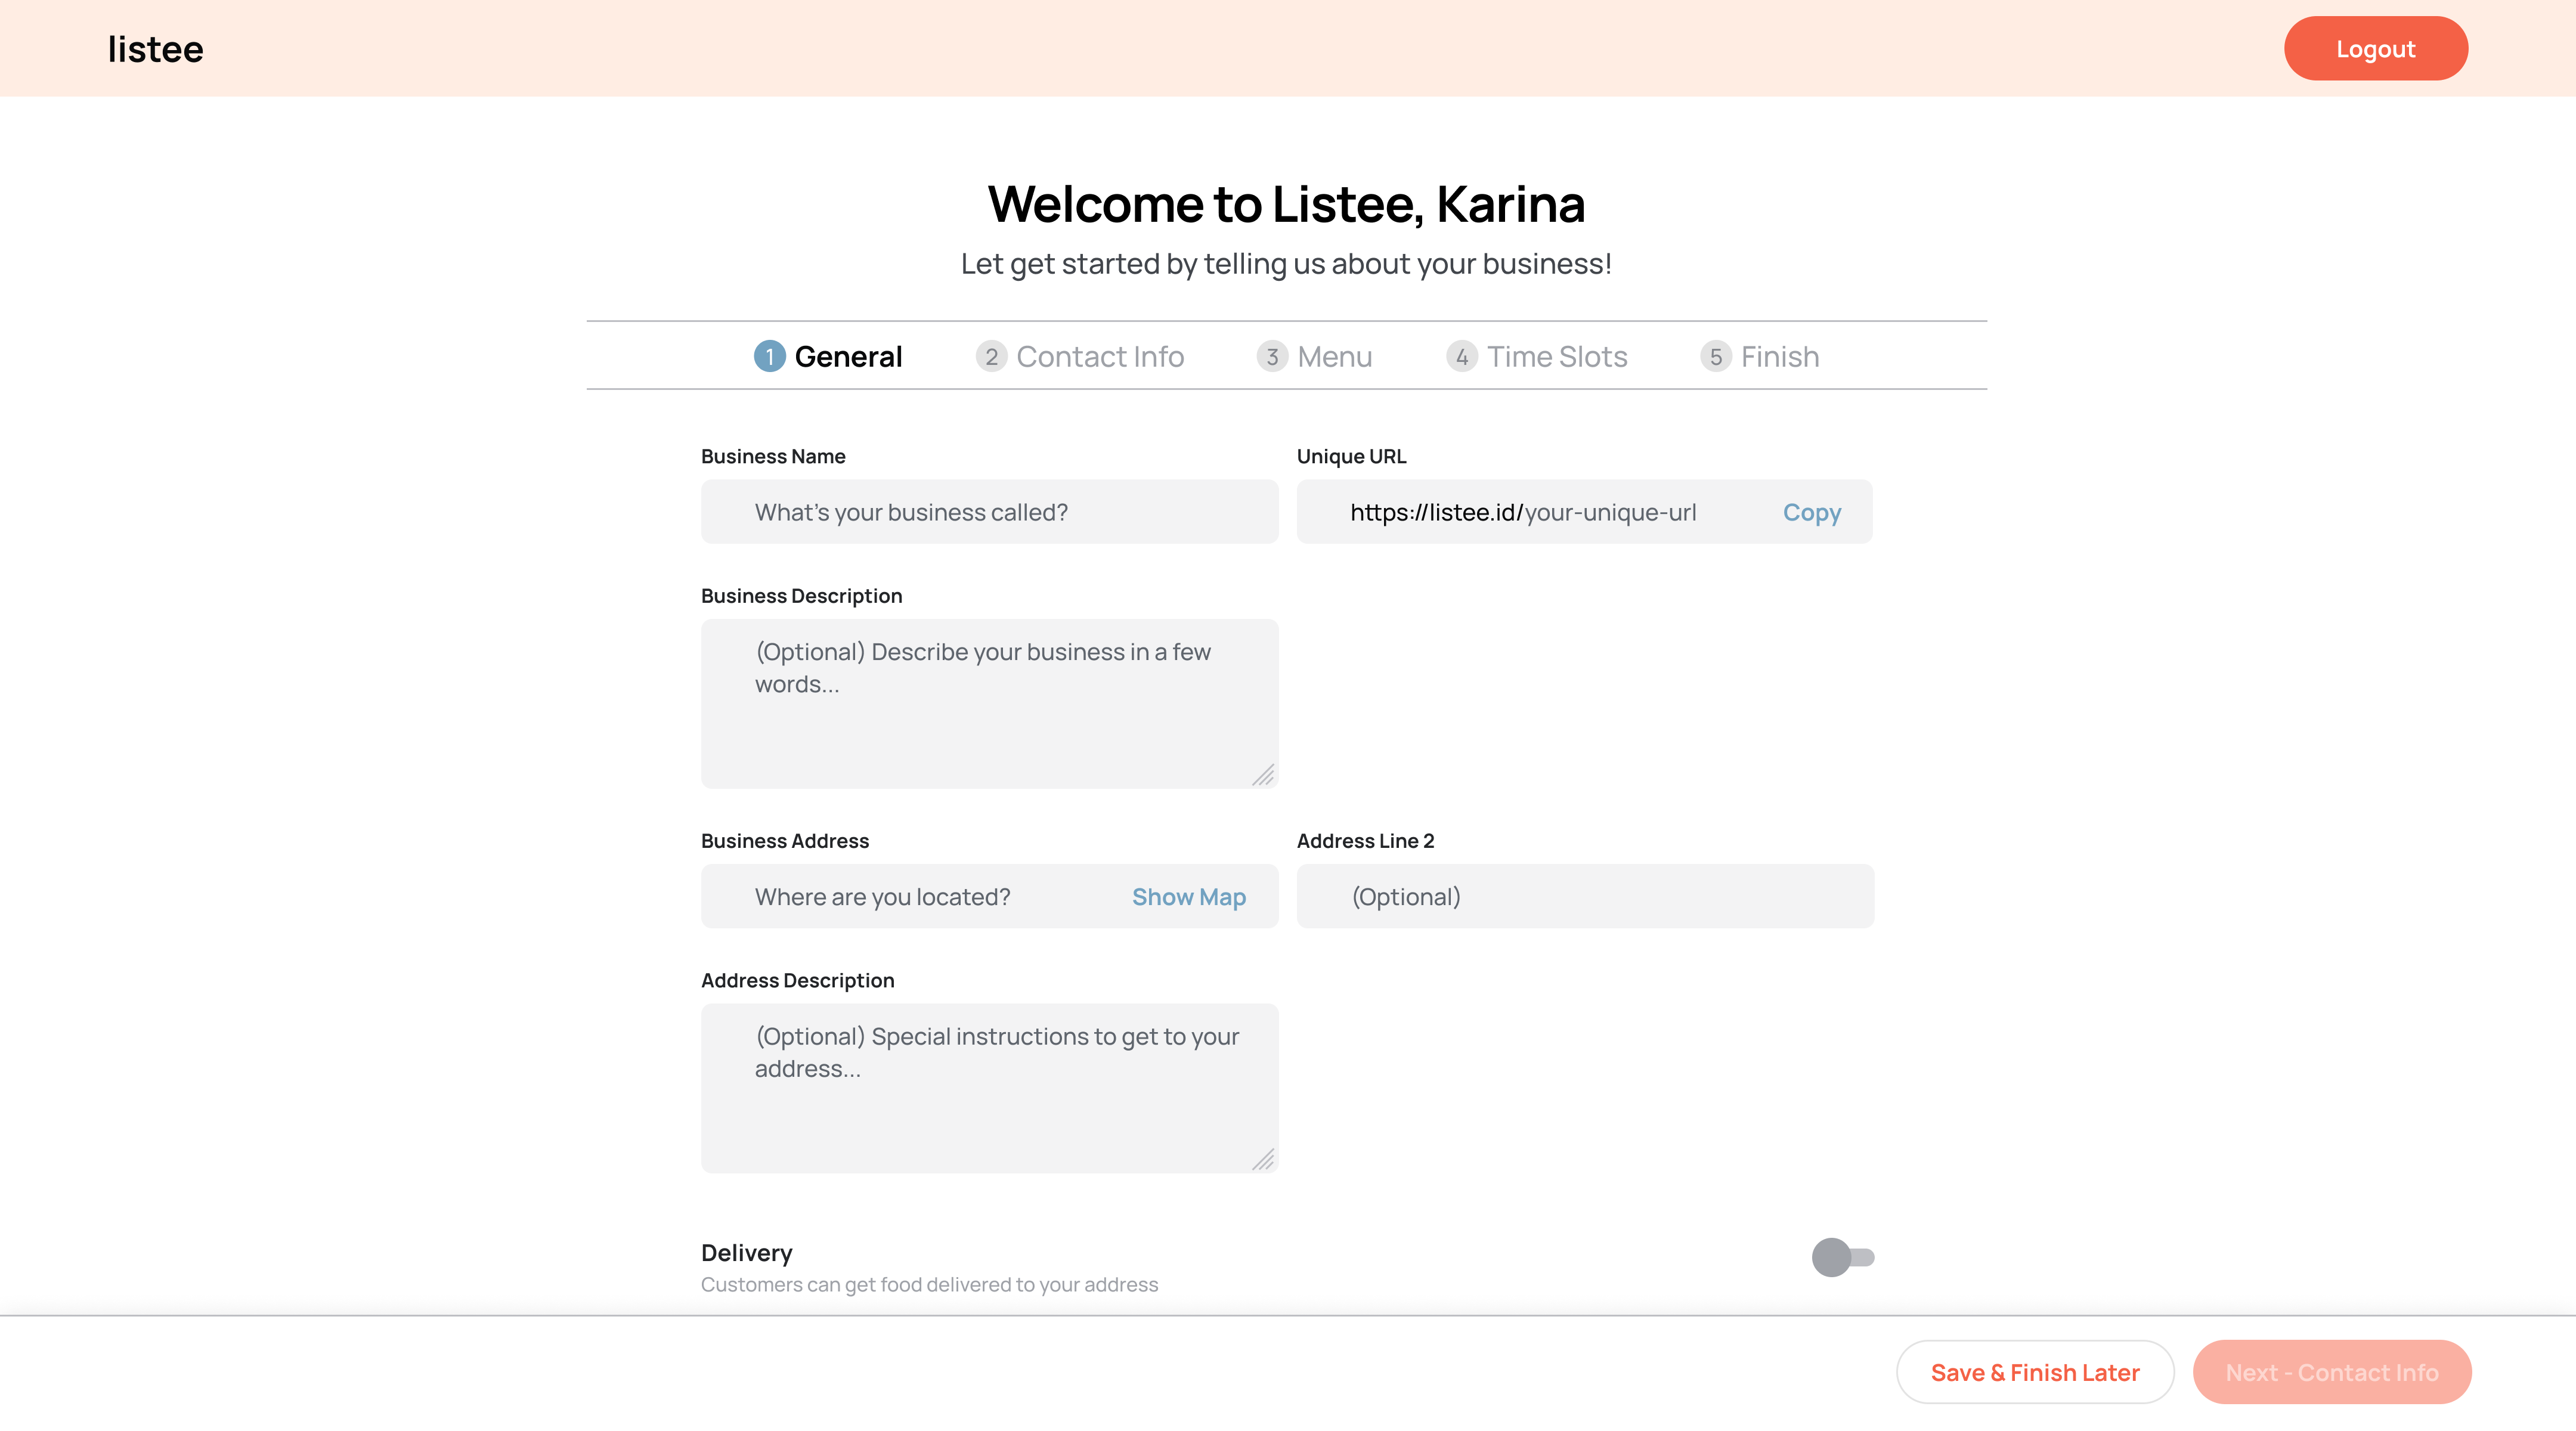 listee
Logout
Welcome to Listee, Karina
Let get started by telling us about your business!
1 General
2 Contact Info
3 Menu
4 Time Slots
5 Finish
Business Name
What's your business called?
Unique URL
https://listee.id/your-unique-url
Copy
Business Description
(Optional) Describe your business in a few
words...
Business Address
Where are you located?
Show Map
Address Line 2
(Optional)
Address Description
(Optional) Special instructions to get to your
address...
Delivery
Customers can get food delivered to your address
Save & Finish Later
Next - Contact Info